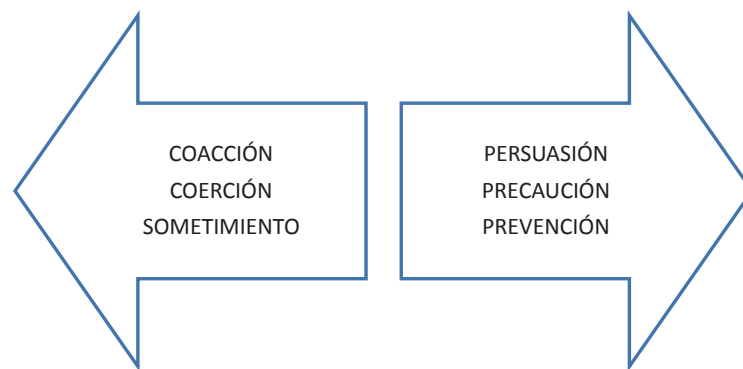 COACCIÓN
COERCIÓN
SOMETIMIENTO
PERSUASIÓN
PRECAUCIÓN
PREVENCIÓN